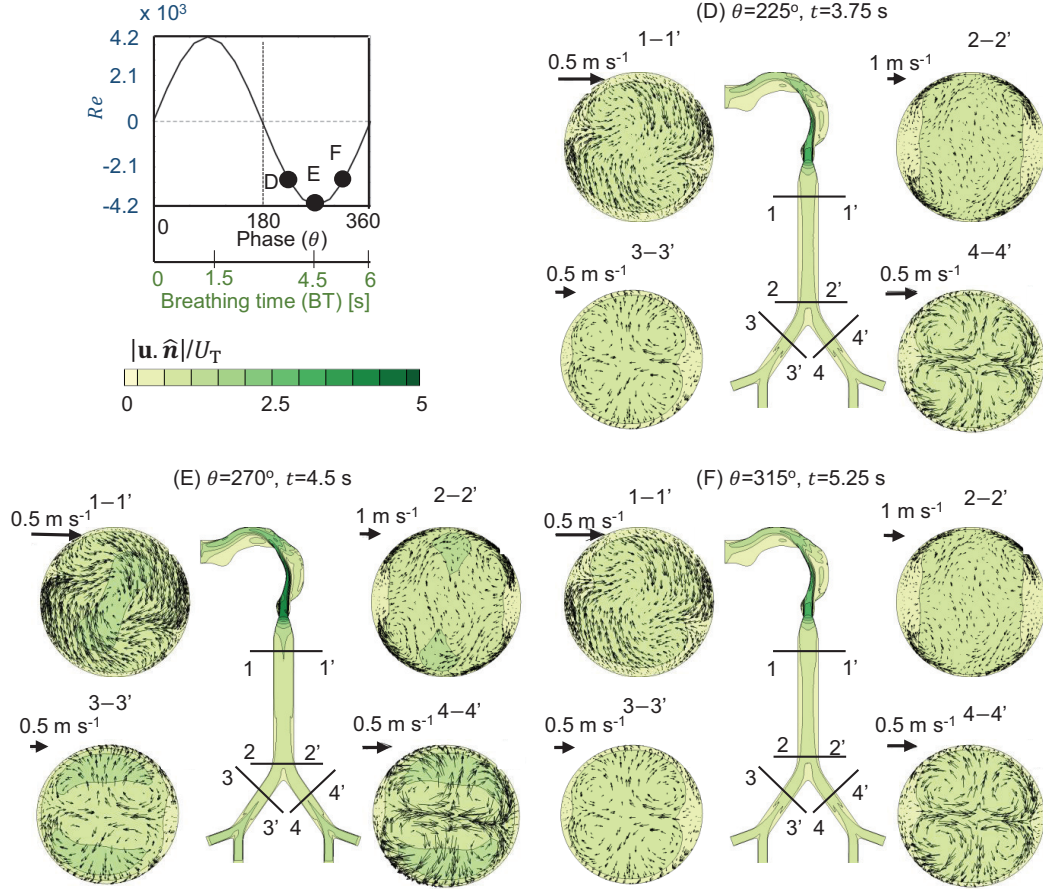 x 10³
4.2
2.1
0
-2.1
-4.2
Re
D
E
F
0
180
360
Phase (θ)
0
1.5
4.5
6
Breathing time (BT) [s]
|u.n̂|/U_T
0
2.5
5
(D) θ=225°, t=3.75 s
1–1'
0.5 m s⁻¹
2–2'
1 m s⁻¹
1
1'
3–3'
0.5 m s⁻¹
4–4'
0.5 m s⁻¹
2
2'
3
4'
3'
4
(E) θ=270°, t=4.5 s
1–1'
0.5 m s⁻¹
2–2'
1 m s⁻¹
1
1'
3–3'
0.5 m s⁻¹
4–4'
0.5 m s⁻¹
2
2'
3
4'
3'
4
(F) θ=315°, t=5.25 s
1–1'
0.5 m s⁻¹
2–2'
1 m s⁻¹
1
1'
3–3'
0.5 m s⁻¹
4–4'
0.5 m s⁻¹
2
2'
3
4'
3'
4